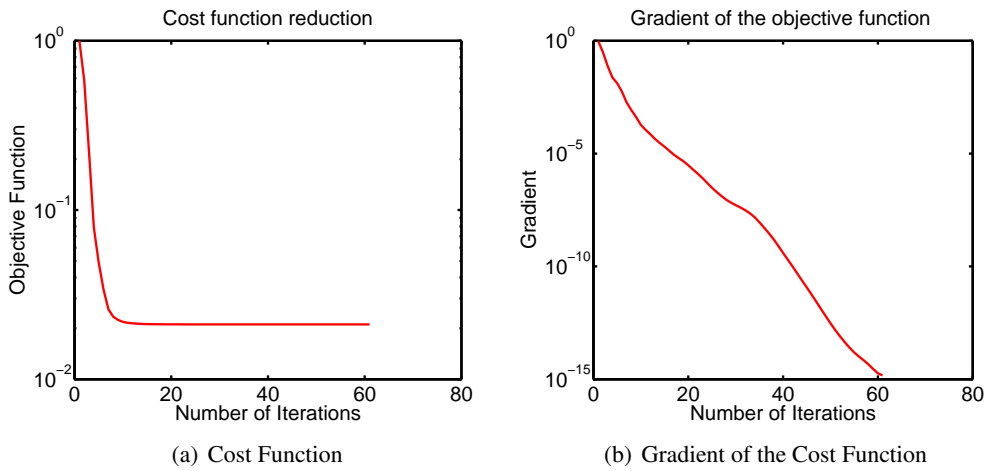 Cost function reduction
10^0
10^−1
10^−2
Objective Function
0
20
40
60
80
Number of Iterations
(a) Cost Function
Gradient of the objective function
10^0
10^−5
10^−10
10^−15
Gradient
0
20
40
60
80
Number of Iterations
(b) Gradient of the Cost Function